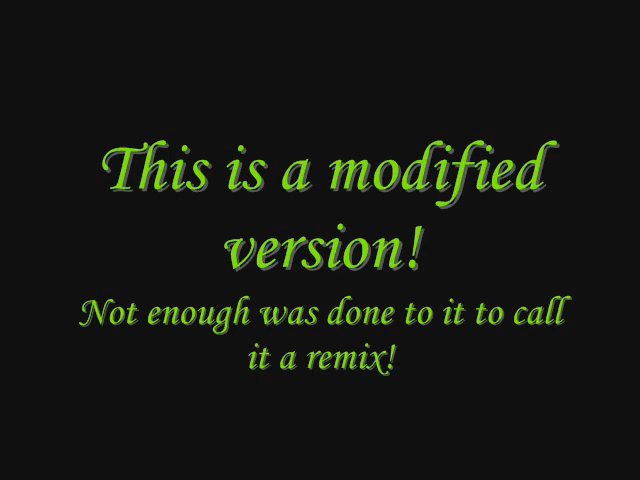 This is a modified
version!
Not enough was done to it to call
it a remix!